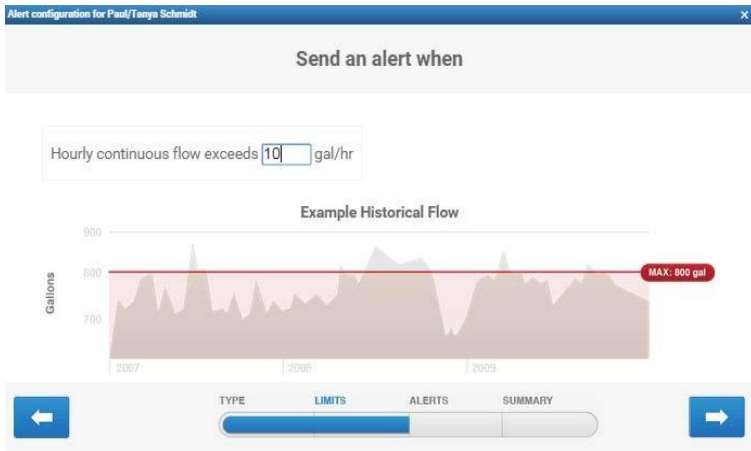 Alert configuration for Paul/Tanya Schmidt X
Send an alert when
Hourly continuous flow exceeds 10 gal/hr
Example Historical Flow
900
800
700
Gallons
MAX: 800 gal
2007 2008 2009
TYPE LIMITS ALERTS SUMMARY